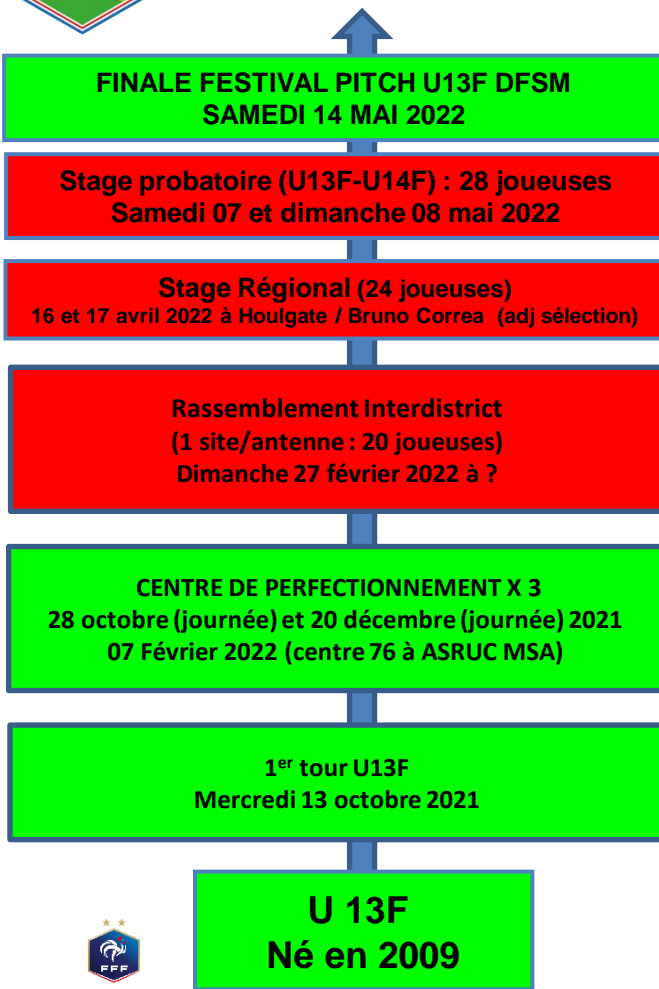 FINALE FESTIVAL PITCH U13F DFSM
SAMEDI 14 MAI 2022
Stage probatoire (U13F-U14F) : 28 joueuses
Samedi 07 et dimanche 08 mai 2022
Stage Régional (24 joueuses)
16 et 17 avril 2022 à Houlgate / Bruno Correa (adj sélection)
Rassemblement Interdistrict
(1 site/antenne : 20 joueuses)
Dimanche 27 février 2022 à ?
CENTRE DE PERFECTIONNEMENT X 3
28 octobre (journée) et 20 décembre (journée) 2021
07 Février 2022 (centre 76 à ASRUC MSA)
1er tour U13F
Mercredi 13 octobre 2021
U 13F
Né en 2009
FFF